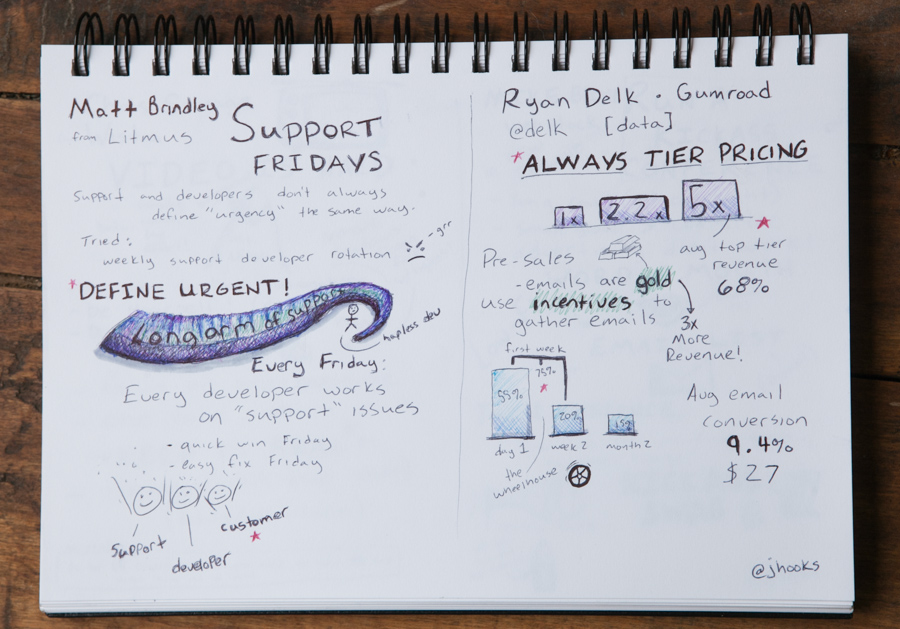 Matt Brindley
from Litmus
SUPPORT
FRIDAYS
Support and developers don't always
define "urgency" the same way.
Tried:
weekly support developer rotation
- grr
*DEFINE URGENT!
Long arm of support
hapless dev
Every Friday:
Every developer works
on "support" issues
- quick win Friday
- easy fix Friday
support
developer
customer
Ryan Delk • Gumroad
@delk [data]
*ALWAYS TIER PRICING
1x
2.2x
5x
avg top tier
revenue
68%
Pre-sales
- emails are gold
use incentives to
gather emails
3x
More
Revenue!
first week
75%
55%
20%
15%
day 1
week 2
month 2
the
wheelhouse
Avg email
conversion
9.4%
$27
@jhooks